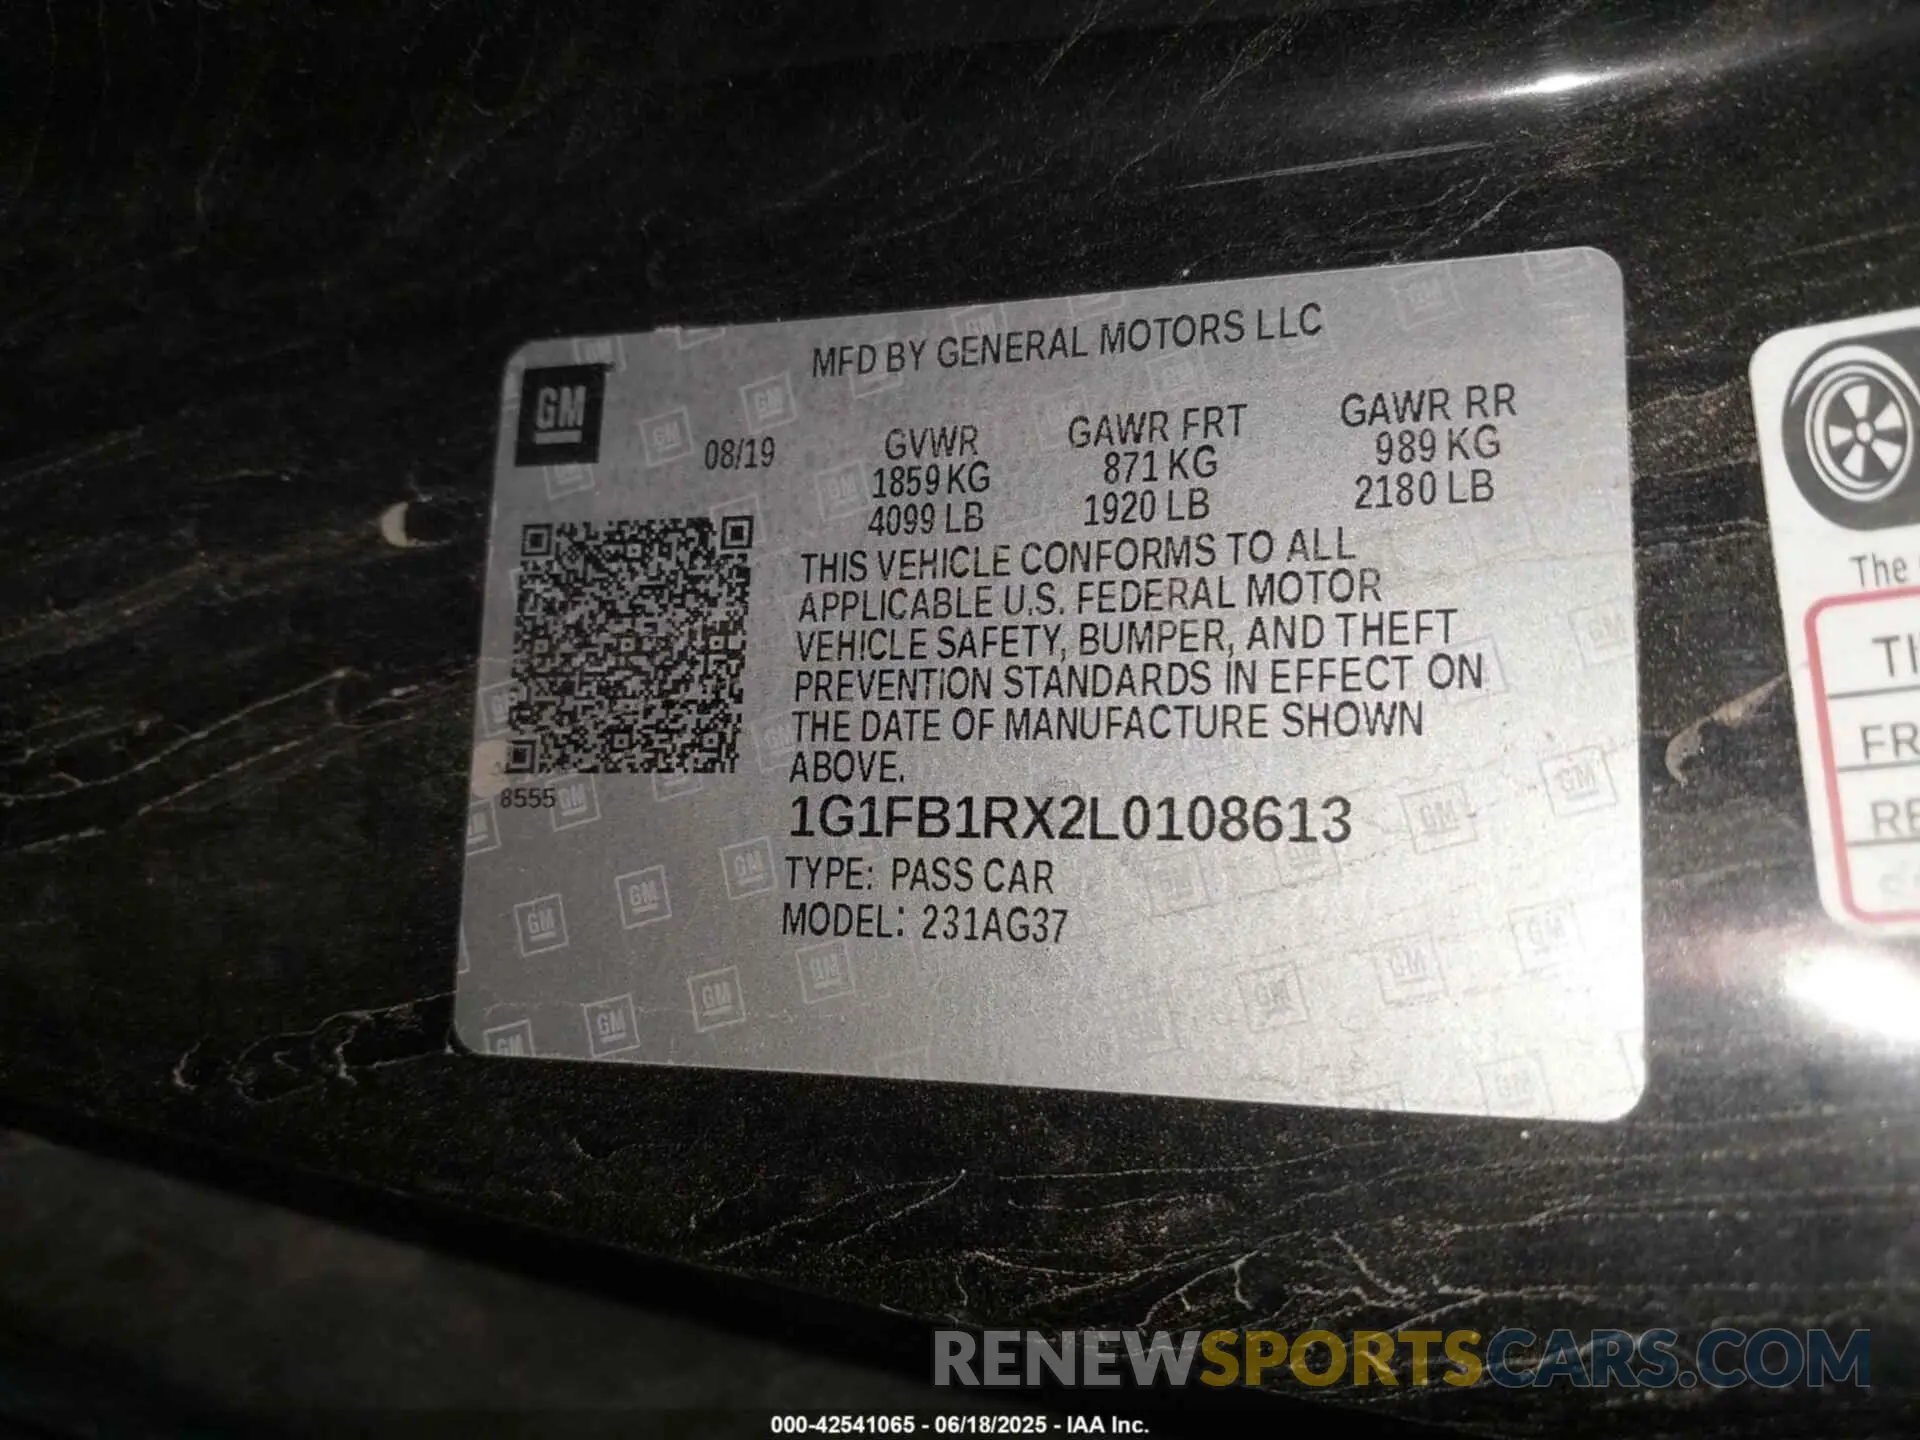 MFD BY GENERAL MOTORS LLC
GM
08/19
GVWR GAWR FRT GAWR RR
1859 KG 871 KG 989 KG
4099 LB 1920 LB 2180 LB
THIS VEHICLE CONFORMS TO ALL
APPLICABLE U.S. FEDERAL MOTOR
VEHICLE SAFETY, BUMPER, AND THEFT
PREVENTION STANDARDS IN EFFECT ON
THE DATE OF MANUFACTURE SHOWN
ABOVE.
8555
1G1FB1RX2L0108613
TYPE: PASS CAR
MODEL: 231AG37
The
RENEWSPORTSCARS.COM
000-42541065 - 06/18/2025 - IAA Inc.